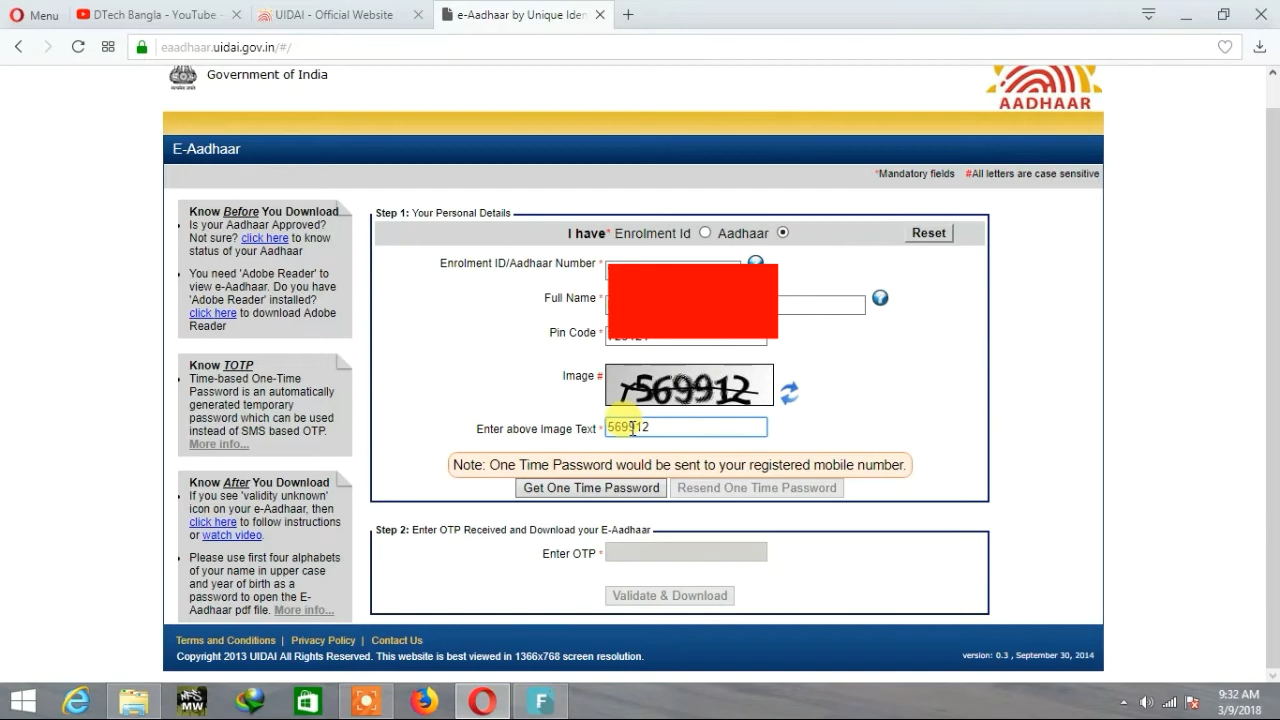 Menu
DTech Bangla - YouTube -
UIDAI - Official Website
e-Aadhaar by Unique Iden
eaadhaar.uidai.gov.in/#/
Government of India
AADHAAR
E-Aadhaar
*Mandatory fields #All letters are case sensitive
Know Before You Download
Is your Aadhaar Approved?
Not sure? click here to know
status of your Aadhaar
You need 'Adobe Reader' to
view e-Aadhaar. Do you have
'Adobe Reader' installed?
click here to download Adobe
Reader
Know TOTP
Time-based One-Time
Password is an automatically
generated temporary
password which can be used
instead of SMS based OTP.
More info...
Know After You Download
If you see 'validity unknown'
icon on your e-Aadhaar, then
click here to follow instructions
or watch video.
Please use first four alphabets
of your name in upper case
and year of birth as a
password to open the E-
Aadhaar pdf file. More info...
Step 1: Your Personal Details
I have* Enrolment Id Aadhaar
Reset
Enrolment ID/Aadhaar Number *
Full Name *
Pin Code *
Image #
569912
Enter above Image Text *
569912
Note: One Time Password would be sent to your registered mobile number.
Get One Time Password
Resend One Time Password
Step 2: Enter OTP Received and Download your E-Aadhaar
Enter OTP *
Validate & Download
Terms and Conditions | Privacy Policy | Contact Us
Copyright 2013 UIDAI All Rights Reserved. This website is best viewed in 1366x768 screen resolution.
version: 0.3 , September 30, 2014
MW
F
9:32 AM
3/9/2018